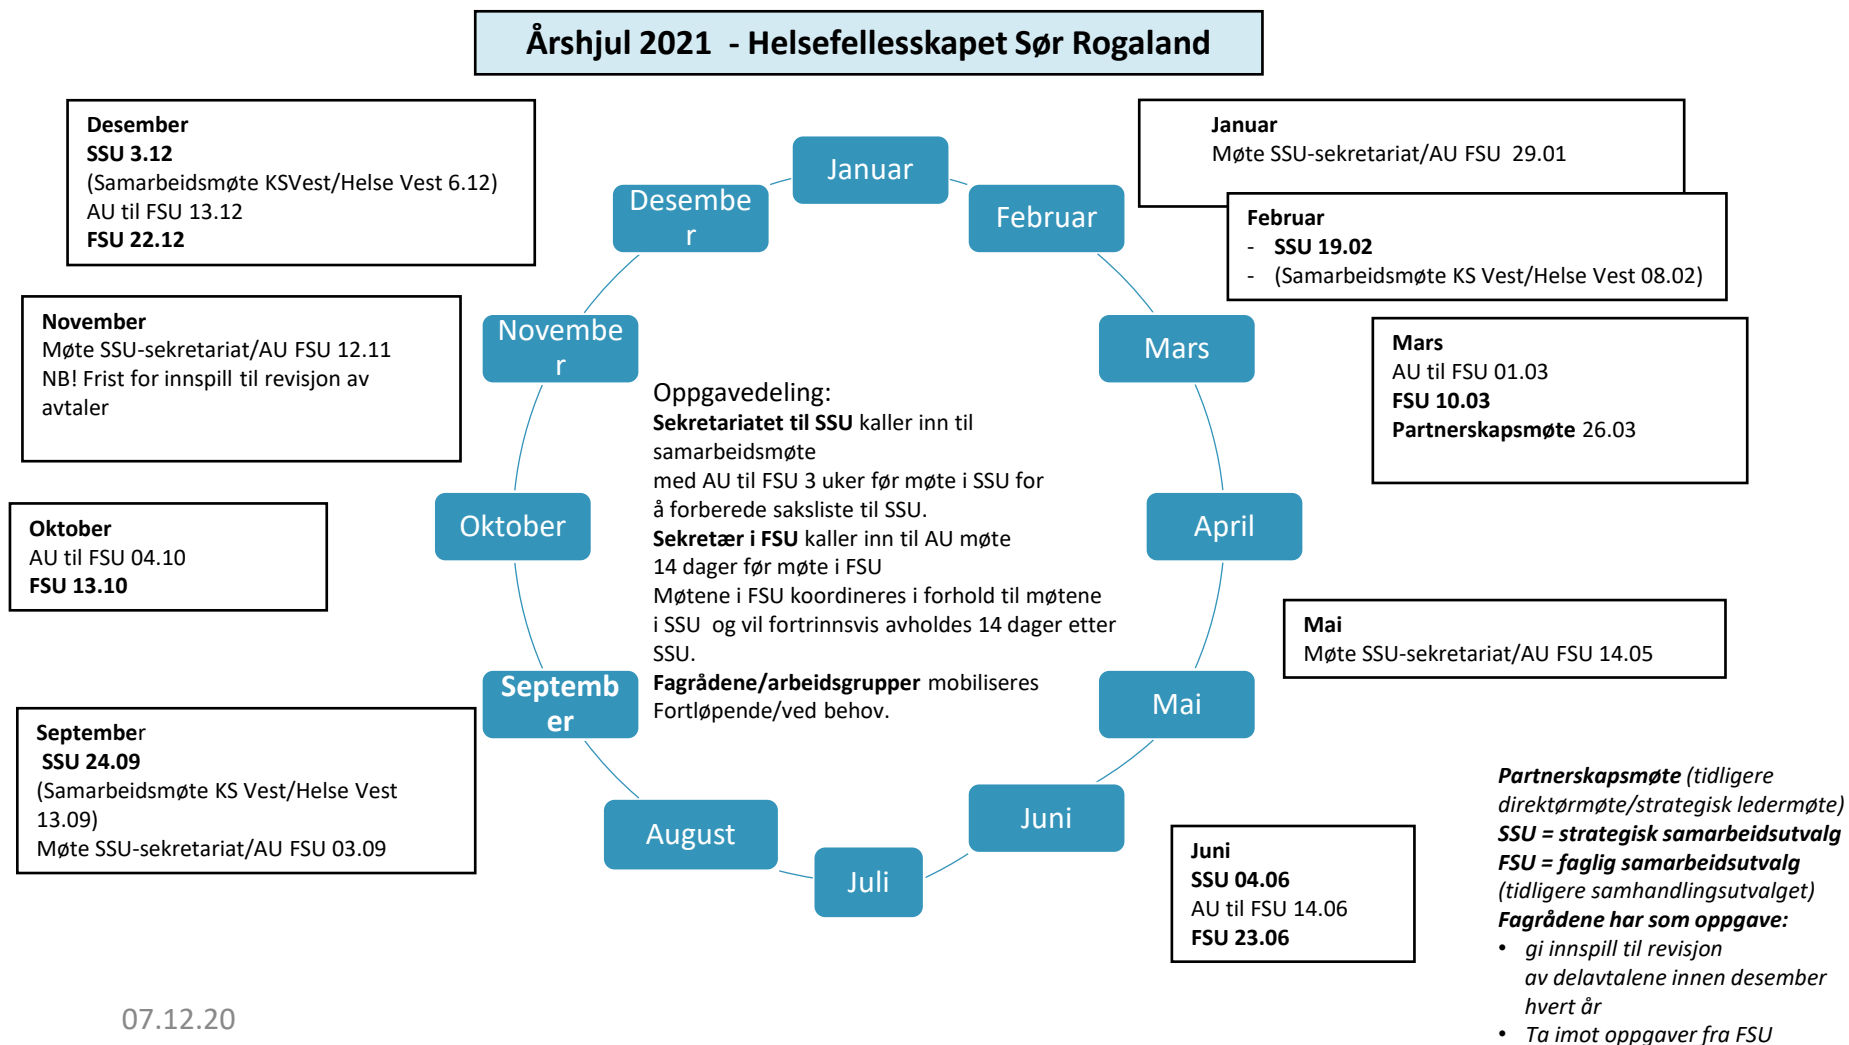 Årshjul 2021 - Helsefellesskapet Sør Rogaland
Desember
SSU 3.12
(Samarbeidsmøte KSVest/Helse Vest 6.12)
AU til FSU 13.12
FSU 22.12
Januar
Møte SSU-sekretariat/AU FSU 29.01
Februar
- SSU 19.02
- (Samarbeidsmøte KS Vest/Helse Vest 08.02)
November
Møte SSU-sekretariat/AU FSU 12.11
NB! Frist for innspill til revisjon av
avtaler
Mars
AU til FSU 01.03
FSU 10.03
Partnerskapsmøte 26.03
Oktober
AU til FSU 04.10
FSU 13.10
Mai
Møte SSU-sekretariat/AU FSU 14.05
September
SSU 24.09
(Samarbeidsmøte KS Vest/Helse Vest
13.09)
Møte SSU-sekretariat/AU FSU 03.09
Juni
SSU 04.06
AU til FSU 14.06
FSU 23.06
Januar
Februar
Mars
April
Mai
Juni
Juli
August
Septemb
er
Oktober
Novembe
r
Desembe
r
Oppgavedeling:
Sekretariatet til SSU kaller inn til
samarbeidsmøte
med AU til FSU 3 uker før møte i SSU for
å forberede saksliste til SSU.
Sekretær i FSU kaller inn til AU møte
14 dager før møte i FSU
Møtene i FSU koordineres i forhold til møtene
i SSU og vil fortrinnsvis avholdes 14 dager etter
SSU.
Fagrådene/arbeidsgrupper mobiliseres
Fortløpende/ved behov.
Partnerskapsmøte (tidligere
direktørmøte/strategisk ledermøte)
SSU = strategisk samarbeidsutvalg
FSU = faglig samarbeidsutvalg
(tidligere samhandlingsutvalget)
Fagrådene har som oppgave:
• gi innspill til revisjon
av delavtalene innen desember
hvert år
• Ta imot oppgaver fra FSU
07.12.20